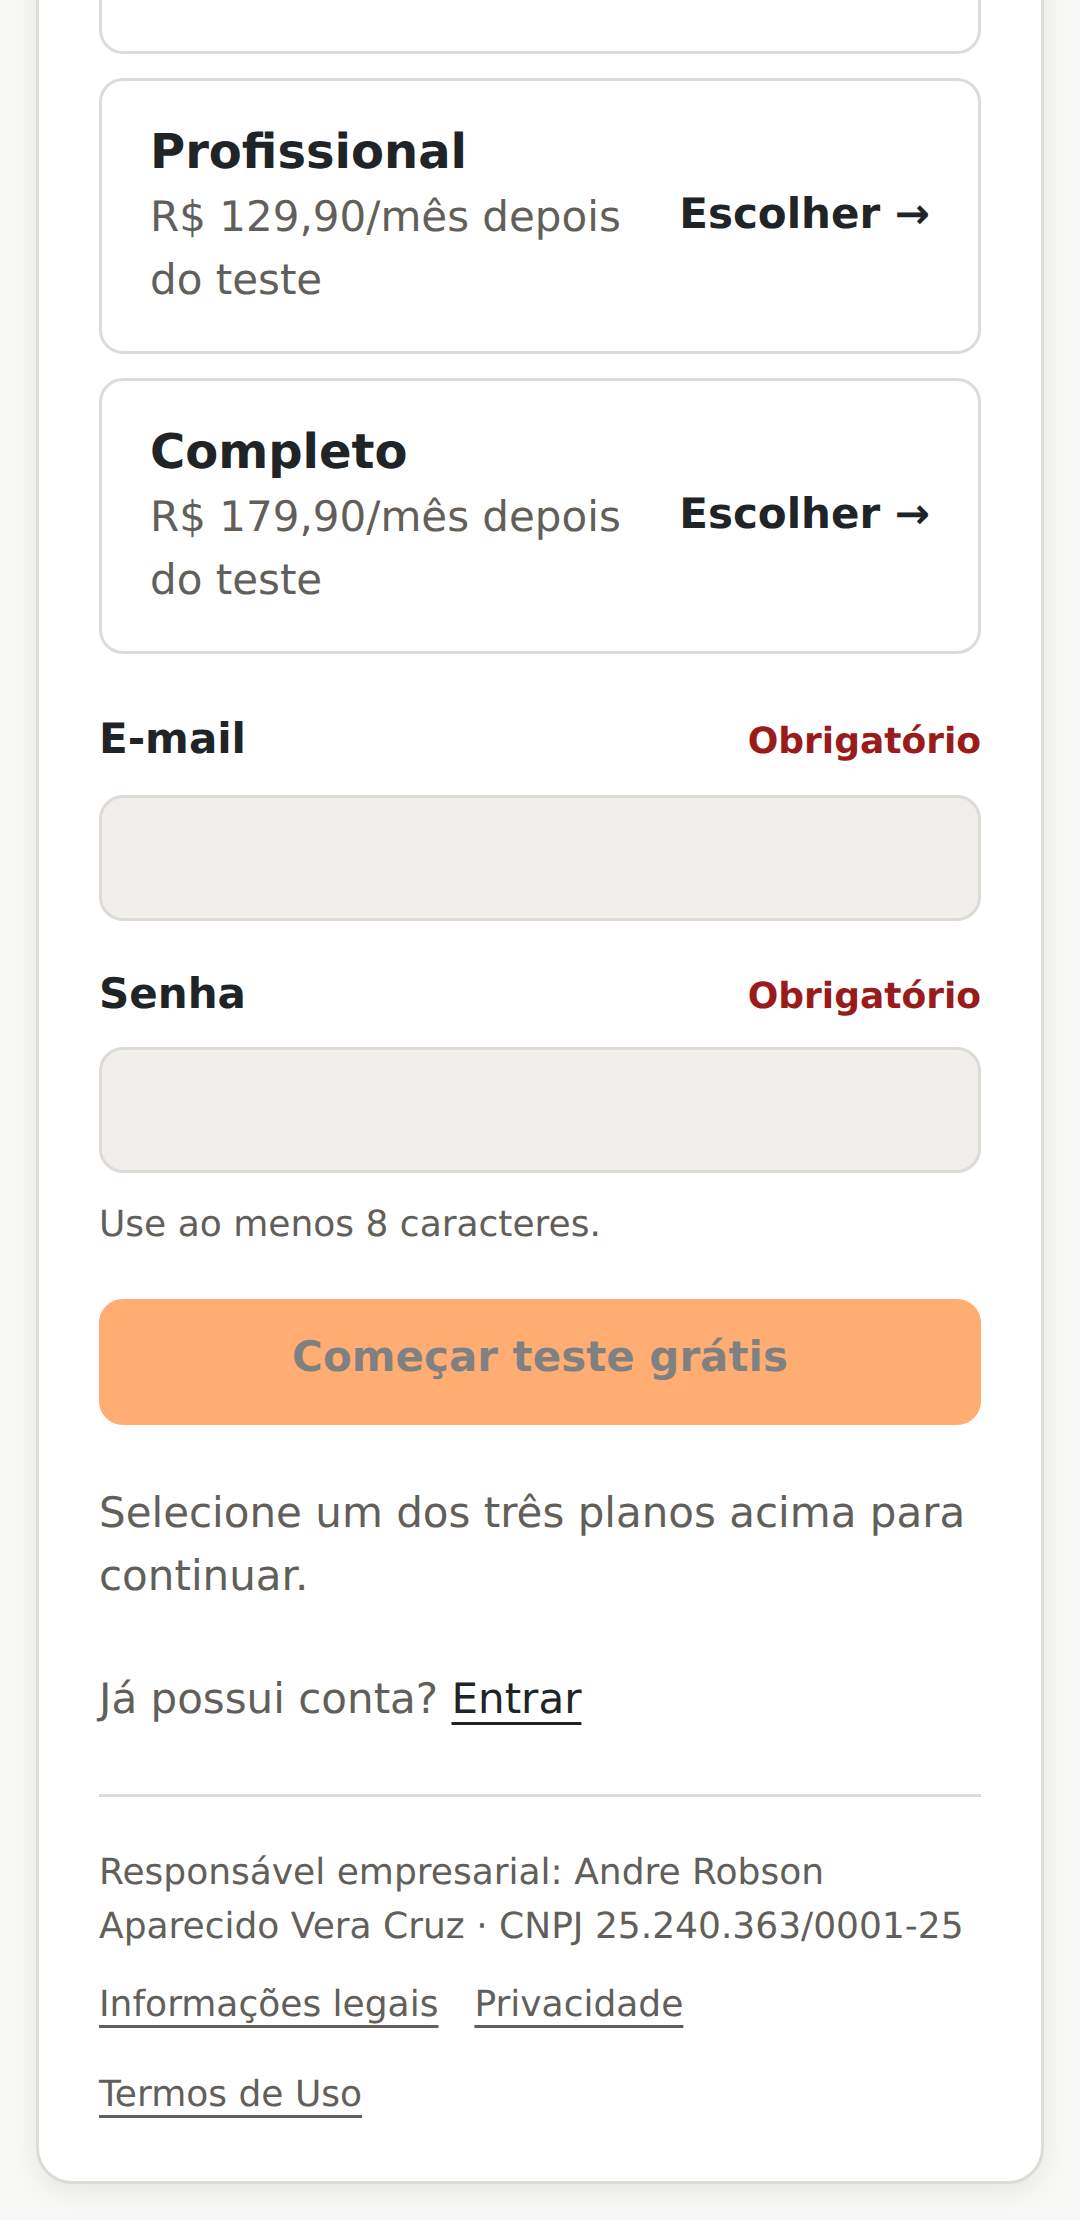 Profissional
R$ 129,90/mês depois
do teste
Escolher →
Completo
R$ 179,90/mês depois
do teste
Escolher →
E-mail
Obrigatório
Senha
Obrigatório
Use ao menos 8 caracteres.
Começar teste grátis
Selecione um dos três planos acima para
continuar.
Já possui conta? Entrar
Responsável empresarial: Andre Robson
Aparecido Vera Cruz · CNPJ 25.240.363/0001-25
Informações legais Privacidade
Termos de Uso